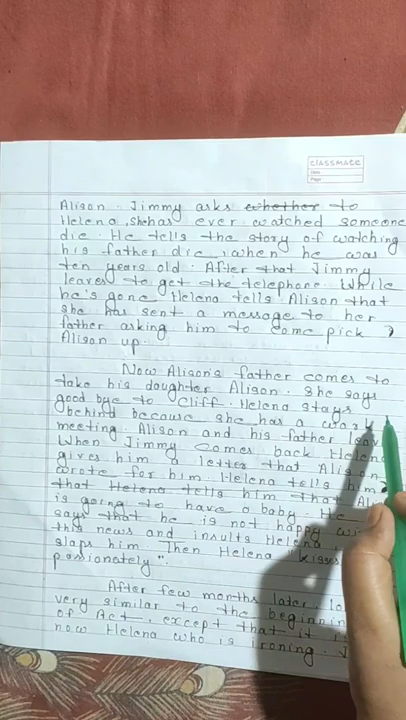 CLASSMATE
Date
Page
Alison. Jimmy asks whether to
Helena, she has ever watched someone
die. He tells the story of watching
his father die, when he was
ten years old. After that Jimmy
leaves to get the telephone. While
he's gone Helena tells Alison that
she has sent a message to her
father asking him to come pick
Alison up.
Now Alison's father comes to
take his daughter Alison. She says
good bye to Cliff. Helena stays
behind because she has a work
meeting. Alison and his father leav
When Jimmy comes back Helena
gives him a letter that Alison
wrote for him. Helena tells him
that Helena tells him that Al
is going to have a baby. He
says that he is not happy wi
this news and insults Helena
slaps him. Then Helena "kisses
passionately".
After few months later
very similar to the beginnin
of Act, except that it
now Helena who is ironing.